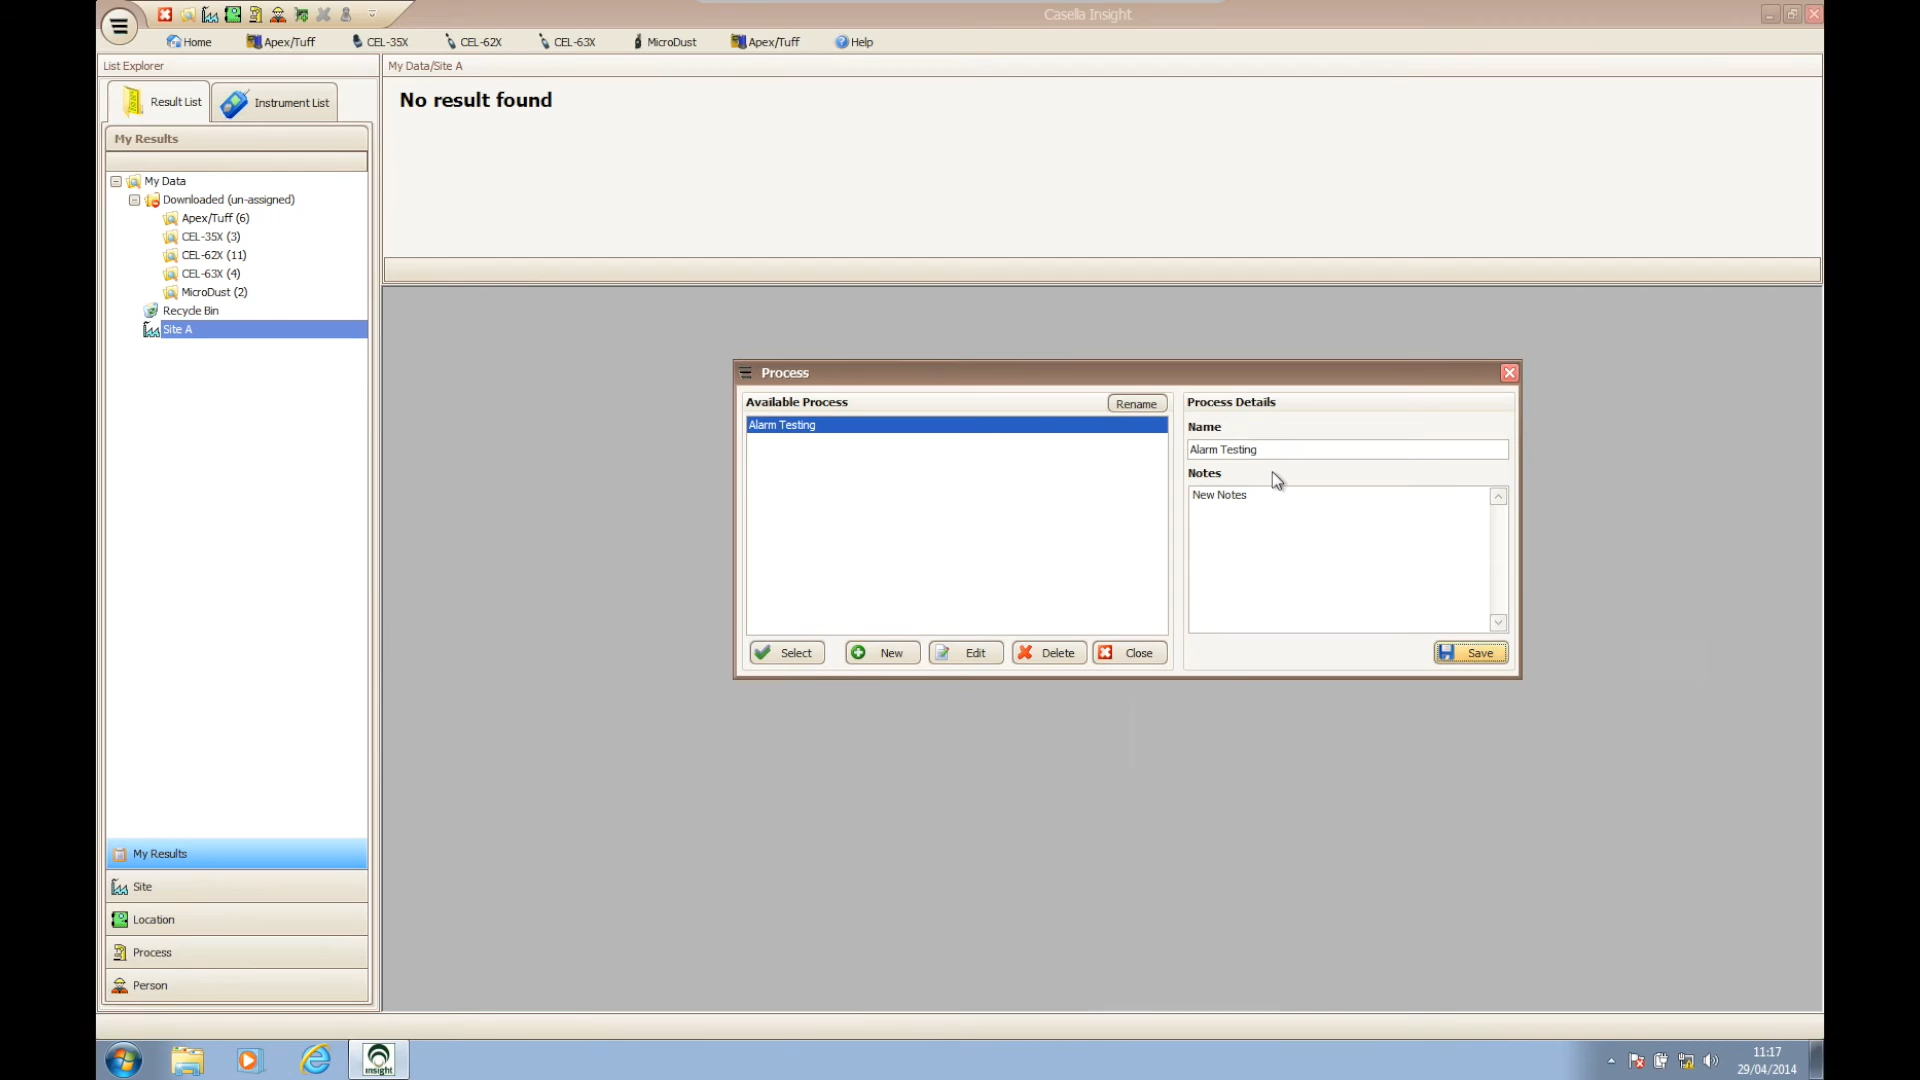 Casella Insight
Home
Apex/Tuff
CEL-35X
CEL-62X
CEL-63X
MicroDust
Apex/Tuff
Help
List Explorer
My Data/Site A
Result List
Instrument List
No result found
My Results
My Data
Downloaded (un-assigned)
Apex/Tuff (6)
CEL-35X (3)
CEL-62X (11)
CEL-63X (4)
MicroDust (2)
Recycle Bin
Site A
Process
Available Process
Rename
Process Details
Alarm Testing
Name
Alarm Testing
Notes
New Notes
Select
New
Edit
Delete
Close
Save
My Results
Site
Location
Process
Person
insight
11:17
29/04/2014